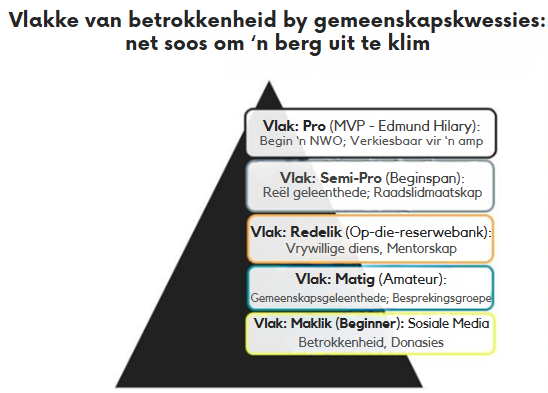 Vlakke van betrokkenheid by gemeenskapskwessies:
net soos om ‘n berg uit te klim
Vlak: Pro (MVP - Edmund Hilary):
Begin ‘n NWO; Verkiesbaar vir ‘n amp
Vlak: Semi-Pro (Beginspan):
Reël geleenthede; Raadslidmaatskap
Vlak: Redelik (Op-die-reserwebank):
Vrywillige diens, Mentorskap
Vlak: Matig (Amateur):
Gemeenskapsgeleenthede; Besprekingsgroepe
Vlak: Maklik (Beginner): Sosiale Media
Betrokkenheid, Donasies